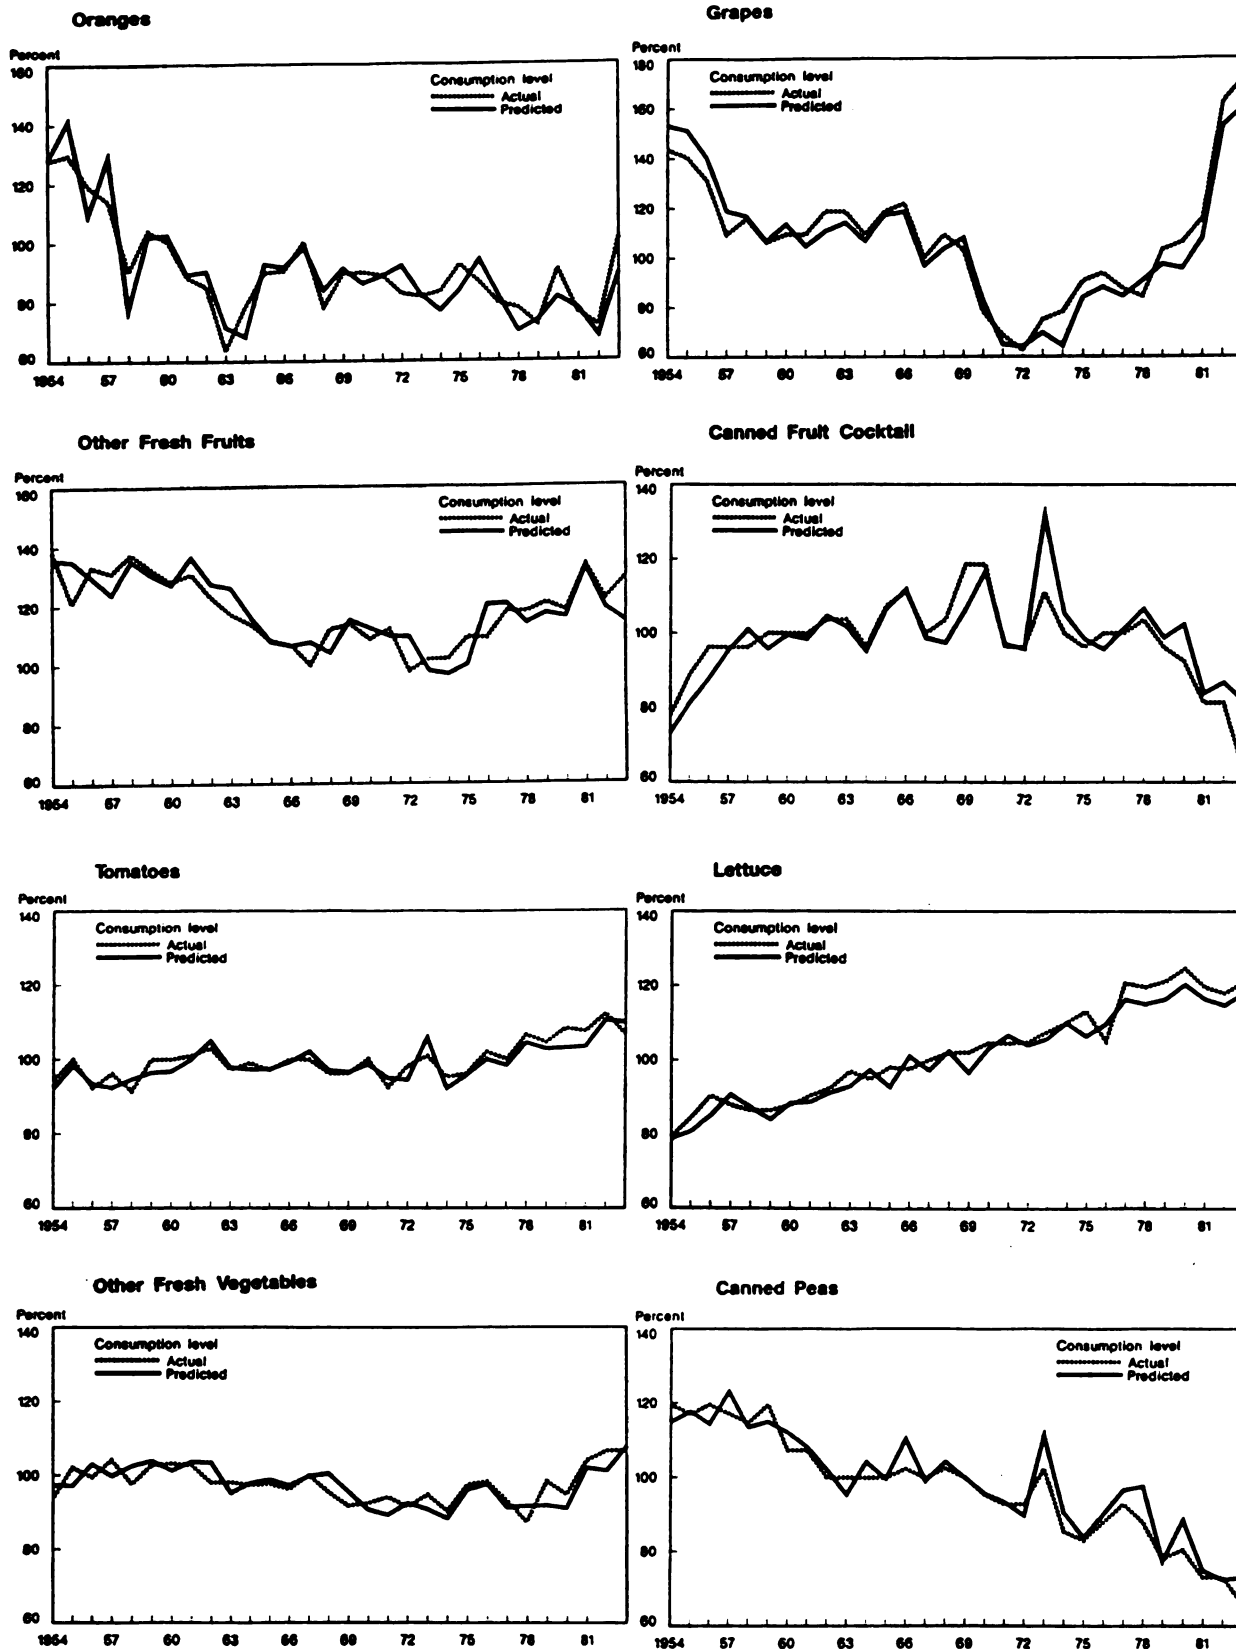 Oranges
Percent
160
140
120
100
80
60
1954 57 60 63 66 69 72 75 78 81
Consumption level
Actual
Predicted
Grapes
Percent
180
160
140
120
100
80
60
1954 57 60 63 66 69 72 75 78 81
Consumption level
Actual
Predicted
Other Fresh Fruits
Percent
160
140
120
100
80
60
1954 57 60 63 66 69 72 75 78 81
Consumption level
Actual
Predicted
Canned Fruit Cocktail
Percent
140
120
100
80
60
1954 57 60 63 66 69 72 75 78 81
Consumption level
Actual
Predicted
Tomatoes
Percent
140
120
100
80
60
1954 57 60 63 66 69 72 75 78 81
Consumption level
Actual
Predicted
Lettuce
Percent
140
120
100
80
60
1954 57 60 63 66 69 72 75 78 81
Consumption level
Actual
Predicted
Other Fresh Vegetables
Percent
140
120
100
80
60
1954 57 60 63 66 69 72 75 78 81
Consumption level
Actual
Predicted
Canned Peas
Percent
140
120
100
80
60
1954 57 60 63 66 69 72 75 78 81
Consumption level
Actual
Predicted